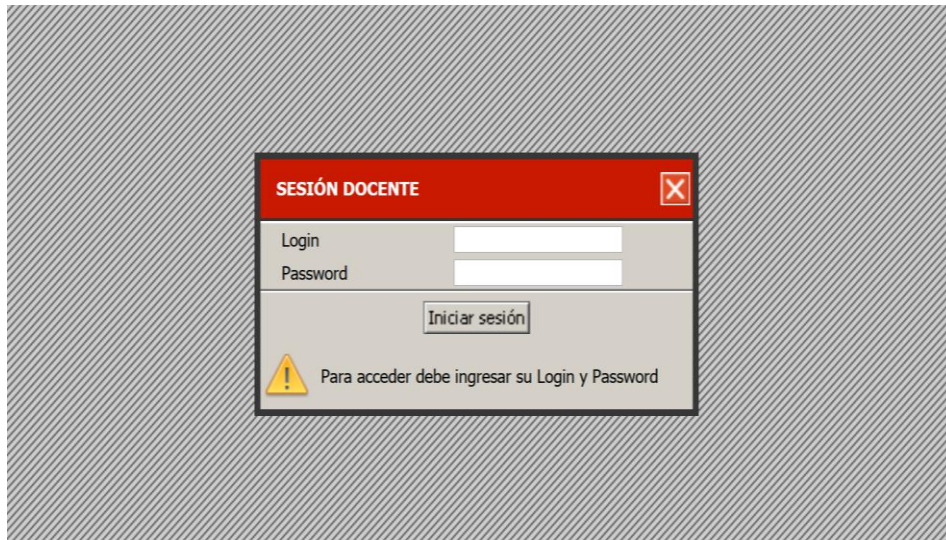 SESIÓN DOCENTE
Login
Password
Iniciar sesión
Para acceder debe ingresar su Login y Password